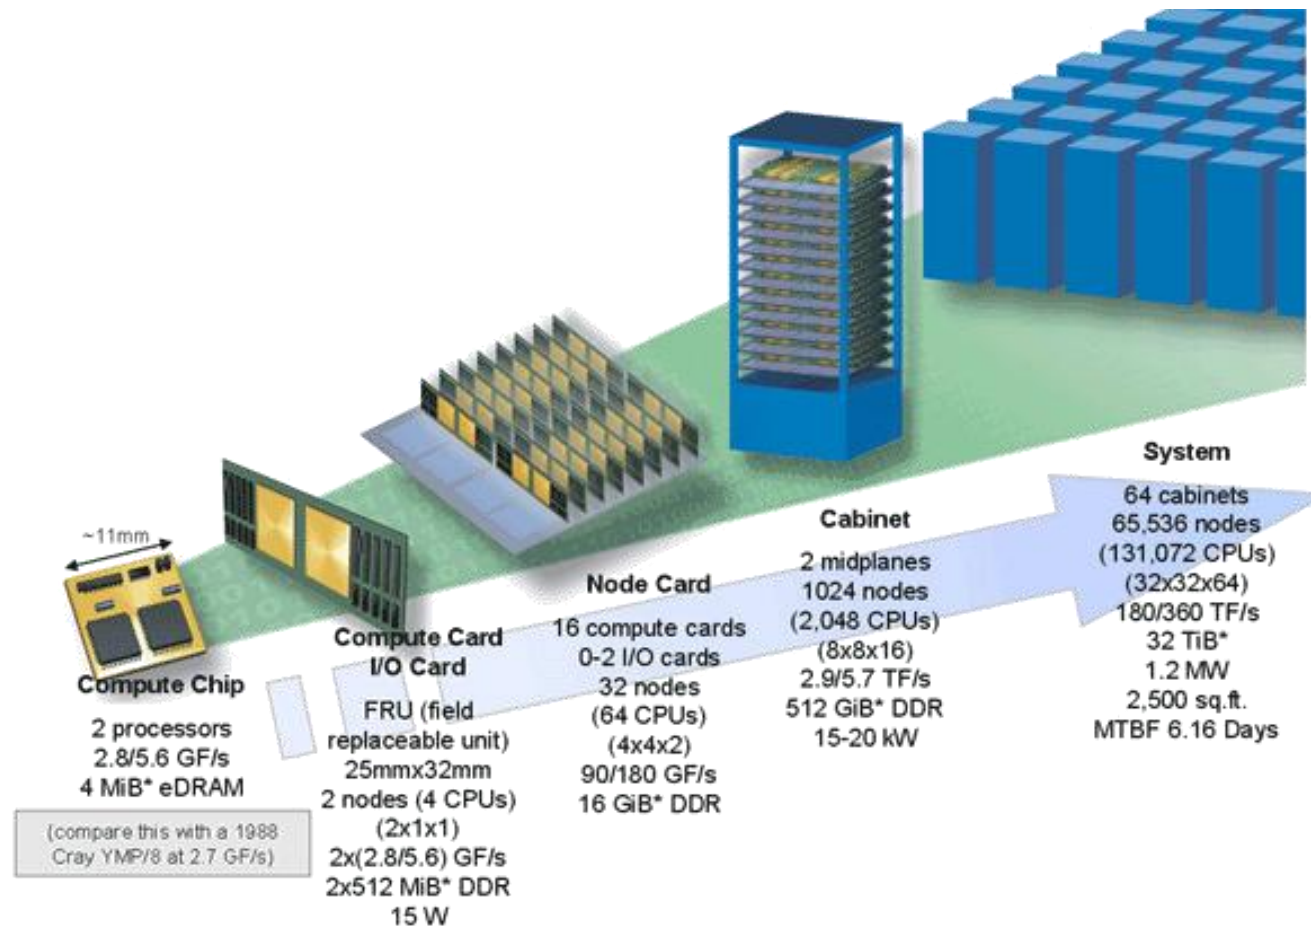 ~11mm
Compute Chip
2 processors
2.8/5.6 GF/s
4 MiB* eDRAM
(compare this with a 1988
Cray YMP/8 at 2.7 GF/s)
Compute Card
I/O Card
FRU (field
replaceable unit)
25mmx32mm
2 nodes (4 CPUs)
(2x1x1)
2x(2.8/5.6) GF/s
2x512 MiB* DDR
15 W
Node Card
16 compute cards
0-2 I/O cards
32 nodes
(64 CPUs)
(4x4x2)
90/180 GF/s
16 GiB* DDR
Cabinet
2 midplanes
1024 nodes
(2,048 CPUs)
(8x8x16)
2.9/5.7 TF/s
512 GiB* DDR
15-20 kW
System
64 cabinets
65,536 nodes
(131,072 CPUs)
(32x32x64)
180/360 TF/s
32 TiB*
1.2 MW
2,500 sq.ft.
MTBF 6.16 Days